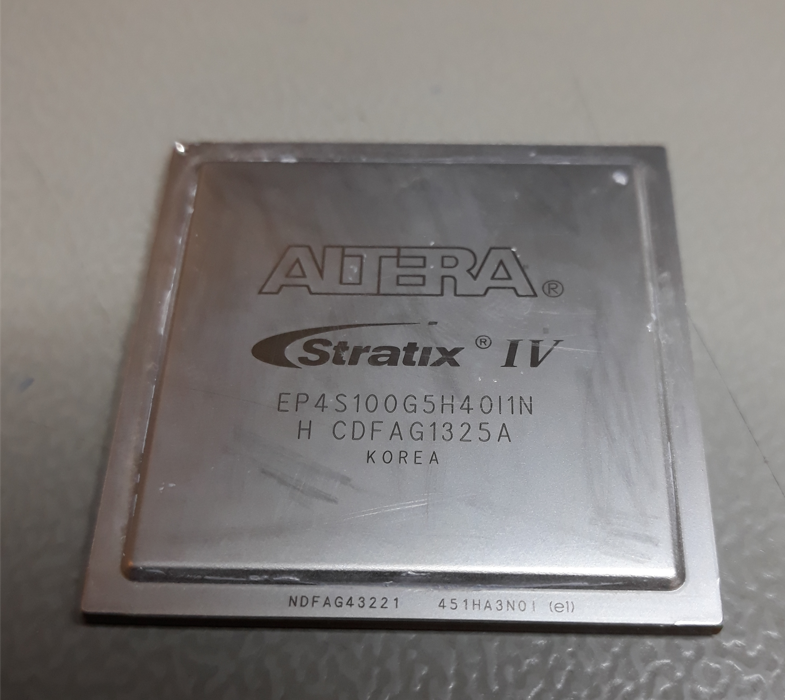 ALTERA®
Stratix® IV
EP4S100G5H40I1N
H CDFAG1325A
KOREA
NDFAG43221 451HA3N01 (e1)